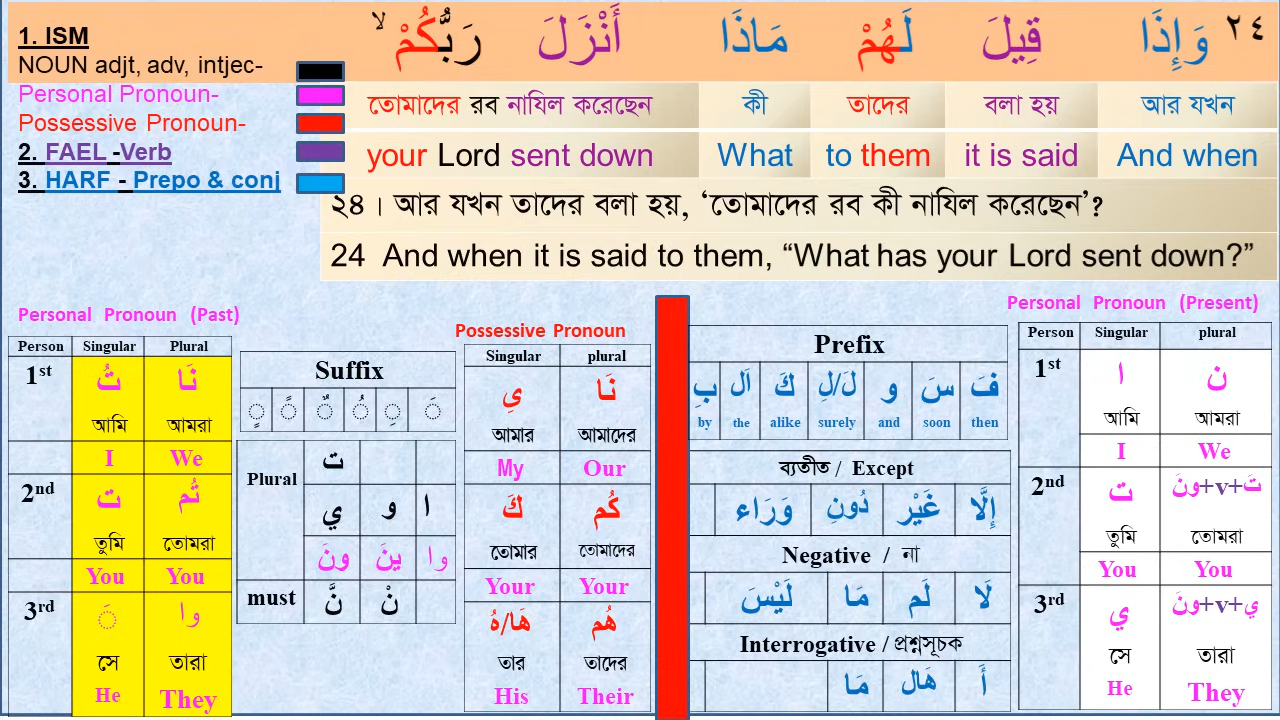 1. ISM
NOUN adjt, adv, intjec-
Personal Pronoun-
Possessive Pronoun-
2. FAEL -Verb
3. HARF - Prepo & conj
٢٤ وَإِذَا قِيلَ لَهُمْ مَاذَا أَنْزَلَ رَبُّكُمْ ۙ
তোমাদের রব নাযিল করেছেন কী তাদের বলা হয় আর যখন
your Lord sent down What to them it is said And when
২৪। আর যখন তাদের বলা হয়, ‘তোমাদের রব কী নাযিল করেছেন’?
24 And when it is said to them, “What has your Lord sent down?”
Personal Pronoun (Past)
Person Singular Plural
1st تُ نَا
আমি আমরা
I We
2nd ت تُم
তুমি তোমরা
You You
3rd َ وا
সে তারা
He They
Suffix
ٍ ً ٌ ُ ِ َ
Plural ت
ي و ا
ونَ ينَ وا
must نَّ نْ
Possessive Pronoun
Singular plural
يِ نَا
আমার আমাদের
My Our
كَ كُم
তোমার তোমাদের
Your Your
هَا/هُ هُم
তার তাদের
His Their
Prefix
بِ اَل كَ لَ/لِ و سَ فَ
by the alike surely and soon then
ব্যতীত / Except
وَرَاء دُونِ غَيْر إِلَّا
Negative / না
لَيْسَ مَا لَم لَا
Interrogative / প্রশ্নসূচক
مَا هَال أَ
Personal Pronoun (Present)
Person Singular plural
1st ا ن
আমি আমরা
I We
2nd ت تَ+v+ونَ
তুমি তোমরা
You You
3rd ي ي+v+ونَ
সে তারা
He They